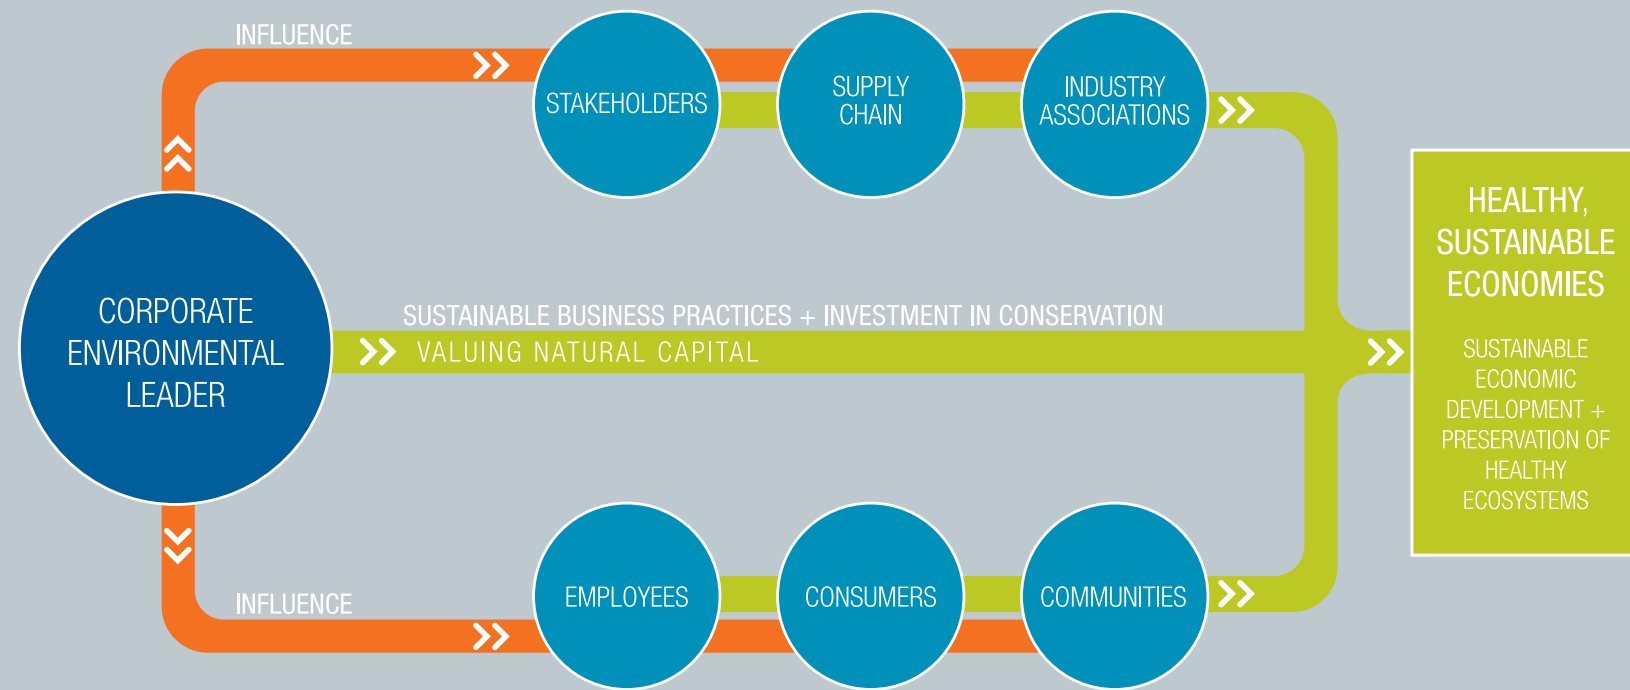 INFLUENCE
STAKEHOLDERS
SUPPLY
CHAIN
INDUSTRY
ASSOCIATIONS
CORPORATE
ENVIRONMENTAL
LEADER
SUSTAINABLE BUSINESS PRACTICES + INVESTMENT IN CONSERVATION
VALUING NATURAL CAPITAL
HEALTHY,
SUSTAINABLE
ECONOMIES
SUSTAINABLE
ECONOMIC
DEVELOPMENT +
PRESERVATION OF
HEALTHY
ECOSYSTEMS
INFLUENCE
EMPLOYEES
CONSUMERS
COMMUNITIES